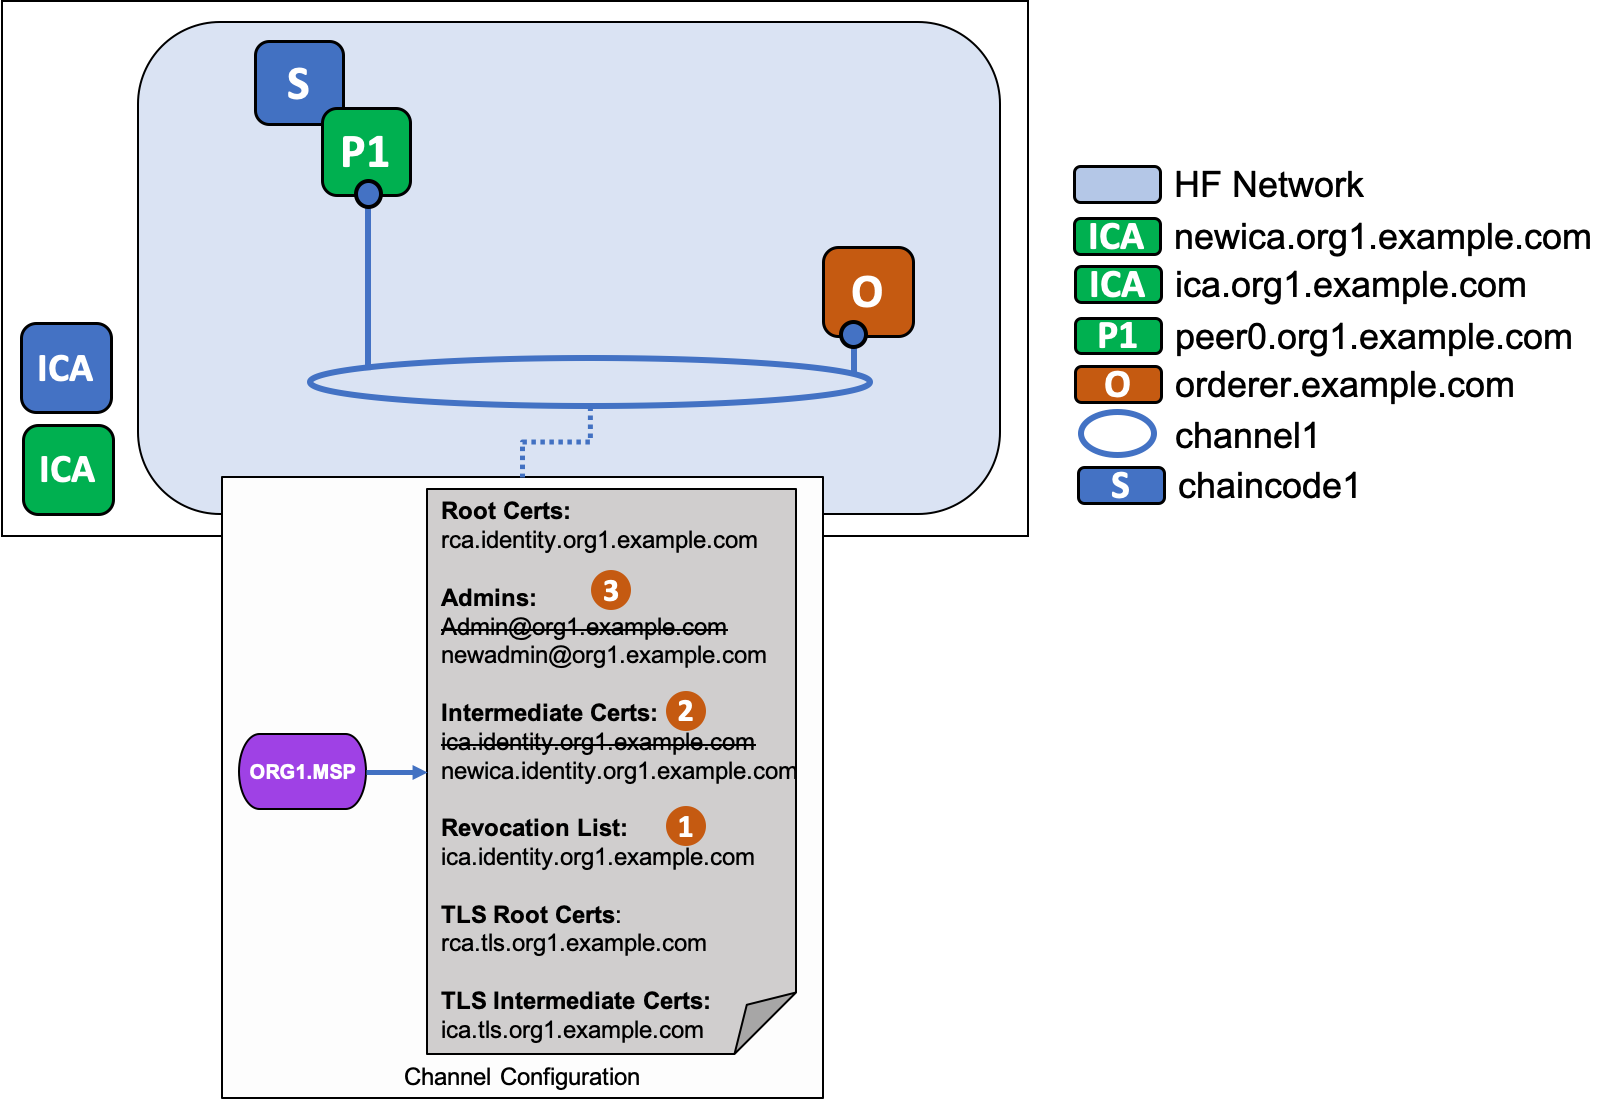 S
P1
O
ICA
ICA
HF Network
ICA newica.org1.example.com
ICA ica.org1.example.com
P1 peer0.org1.example.com
O orderer.example.com
channel1
S chaincode1
Root Certs:
rca.identity.org1.example.com
Admins: 3
Admin@org1.example.com
newadmin@org1.example.com
Intermediate Certs: 2
ica.identity.org1.example.com
newica.identity.org1.example.com
ORG1.MSP
Revocation List: 1
ica.identity.org1.example.com
TLS Root Certs:
rca.tls.org1.example.com
TLS Intermediate Certs:
ica.tls.org1.example.com
Channel Configuration